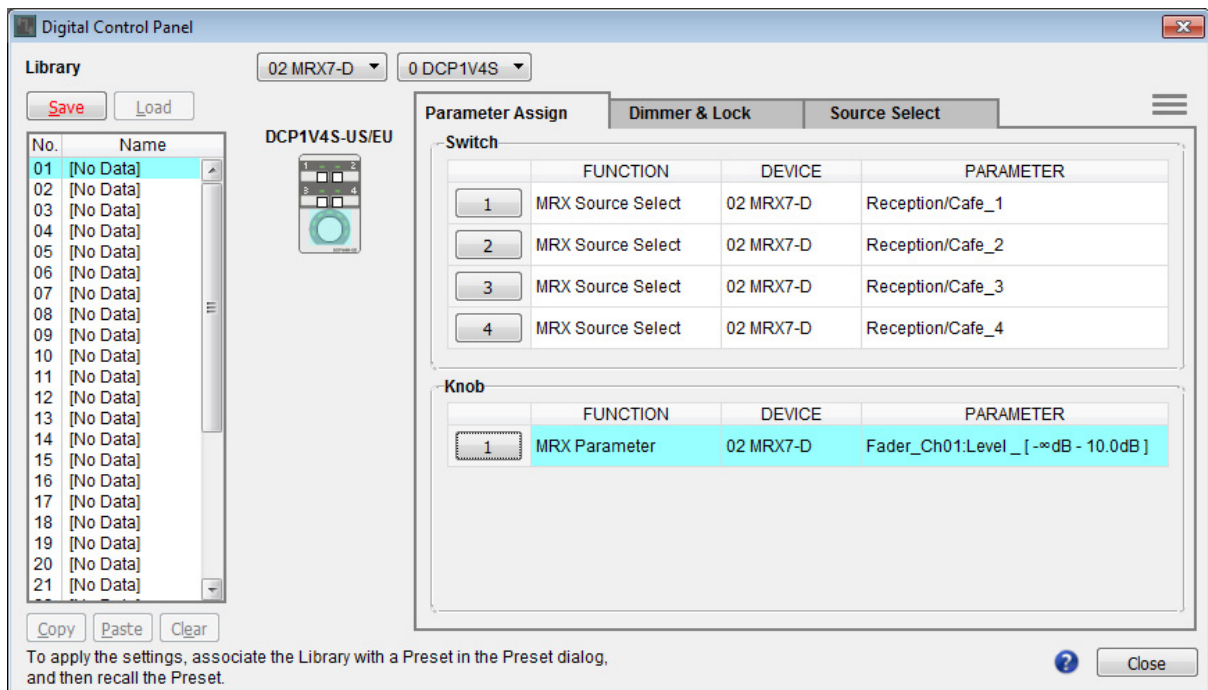 Digital Control Panel
Library
02 MRX7-D
0 DCP1V4S
Save
Load
No. Name
01 [No Data]
02 [No Data]
03 [No Data]
04 [No Data]
05 [No Data]
06 [No Data]
07 [No Data]
08 [No Data]
09 [No Data]
10 [No Data]
11 [No Data]
12 [No Data]
13 [No Data]
14 [No Data]
15 [No Data]
16 [No Data]
17 [No Data]
18 [No Data]
19 [No Data]
20 [No Data]
21 [No Data]
Copy
Paste
Clear
DCP1V4S-US/EU
1 2
3 4
Parameter Assign
Dimmer & Lock
Source Select
Switch
FUNCTION DEVICE PARAMETER
1 MRX Source Select 02 MRX7-D Reception/Cafe_1
2 MRX Source Select 02 MRX7-D Reception/Cafe_2
3 MRX Source Select 02 MRX7-D Reception/Cafe_3
4 MRX Source Select 02 MRX7-D Reception/Cafe_4
Knob
FUNCTION DEVICE PARAMETER
1 MRX Parameter 02 MRX7-D Fader_Ch01:Level _ [ -∞dB - 10.0dB ]
To apply the settings, associate the Library with a Preset in the Preset dialog,
and then recall the Preset.
?
Close